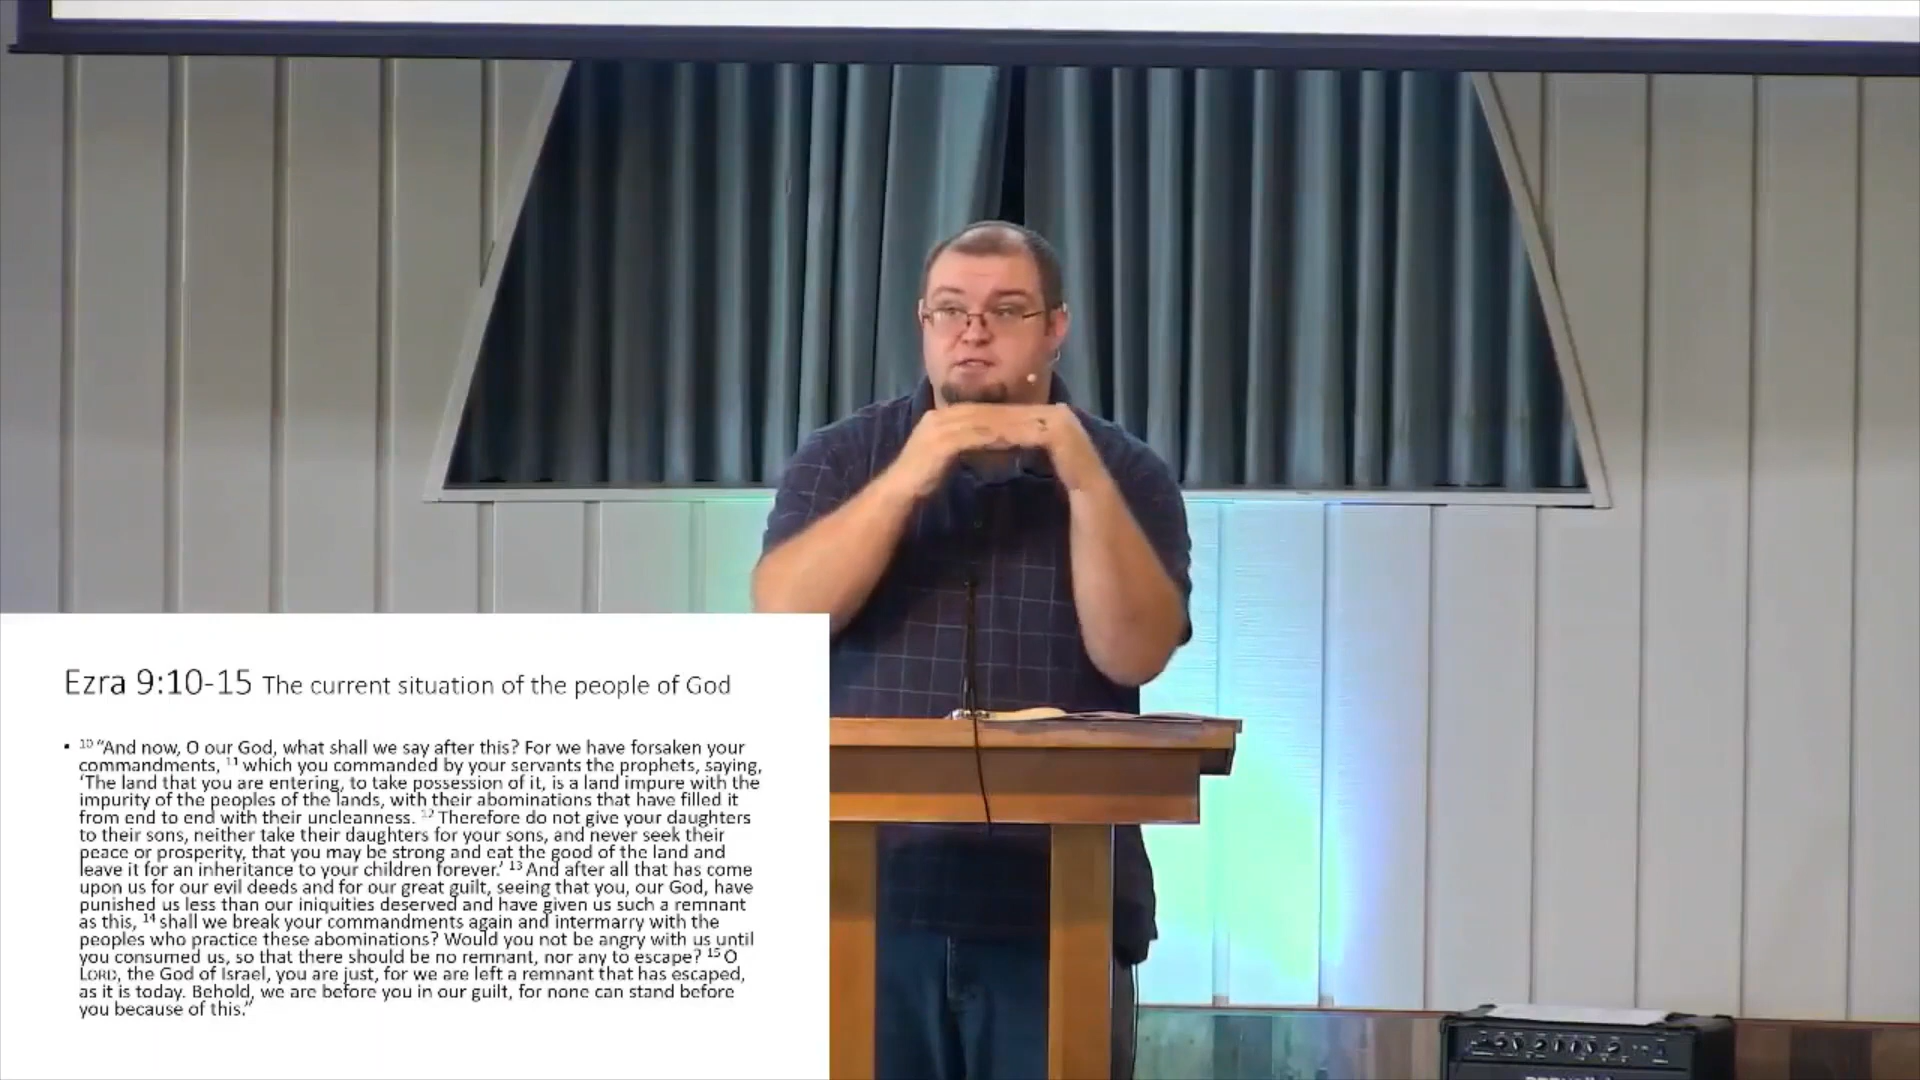 Ezra 9:10-15 The current situation of the people of God
• 10 “And now, O our God, what shall we say after this? For we have forsaken your
commandments, 11 which you commanded by your servants the prophets, saying,
‘The land that you are entering, to take possession of it, is a land impure with the
impurity of the peoples of the lands, with their abominations that have filled it
from end to end with their uncleanness. 12 Therefore do not give your daughters
to their sons, neither take their daughters for your sons, and never seek their
peace or prosperity, that you may be strong and eat the good of the land and
leave it for an inheritance to your children forever.’ 13 And after all that has come
upon us for our evil deeds and for our great guilt, seeing that you, our God, have
punished us less than our iniquities deserved and have given us such a remnant
as this, 14 shall we break your commandments again and intermarry with the
peoples who practice these abominations? Would you not be angry with us until
you consumed us, so that there should be no remnant, nor any to escape? 15 O
LORD, the God of Israel, you are just, for we are left a remnant that has escaped,
as it is today. Behold, we are before you in our guilt, for none can stand before
you because of this.”